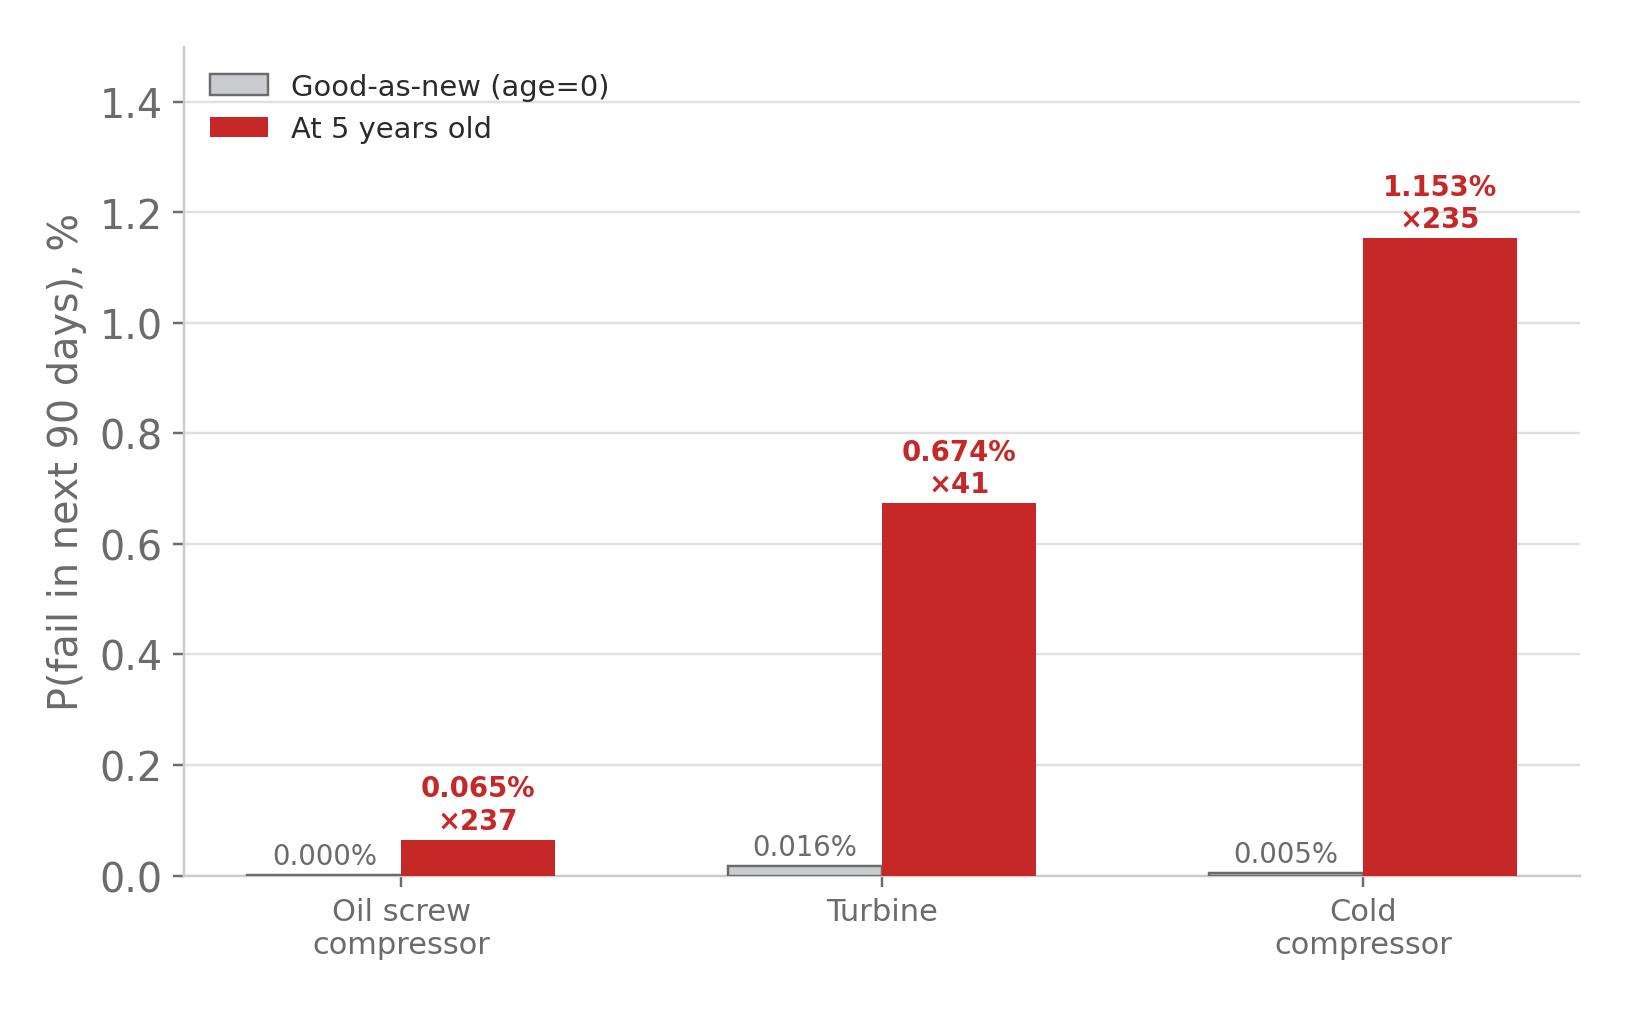 Good-as-new (age=0)
At 5 years old
P(fail in next 90 days), %
1.4
1.2
1.0
0.8
0.6
0.4
0.2
0.0
0.000%
0.065%
×237
0.016%
0.674%
×41
0.005%
1.153%
×235
Oil screw
compressor
Turbine
Cold
compressor